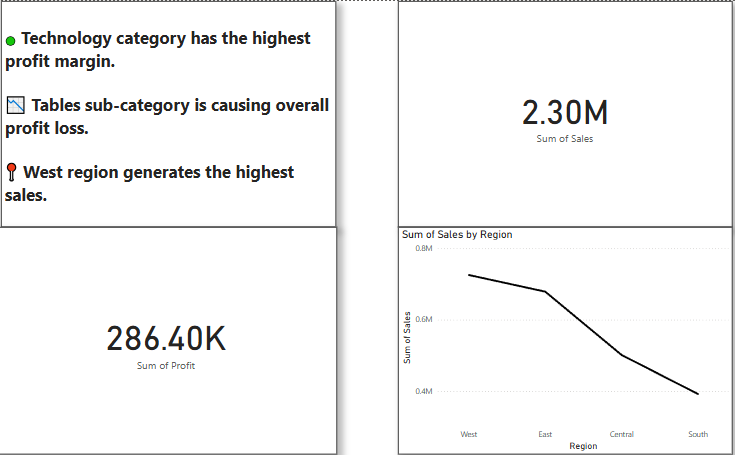 Technology category has the highest
profit margin.
Tables sub-category is causing overall
profit loss.
West region generates the highest
sales.
2.30M
Sum of Sales
286.40K
Sum of Profit
Sum of Sales by Region
0.8M
0.6M
0.4M
Sum of Sales
West East Central South
Region